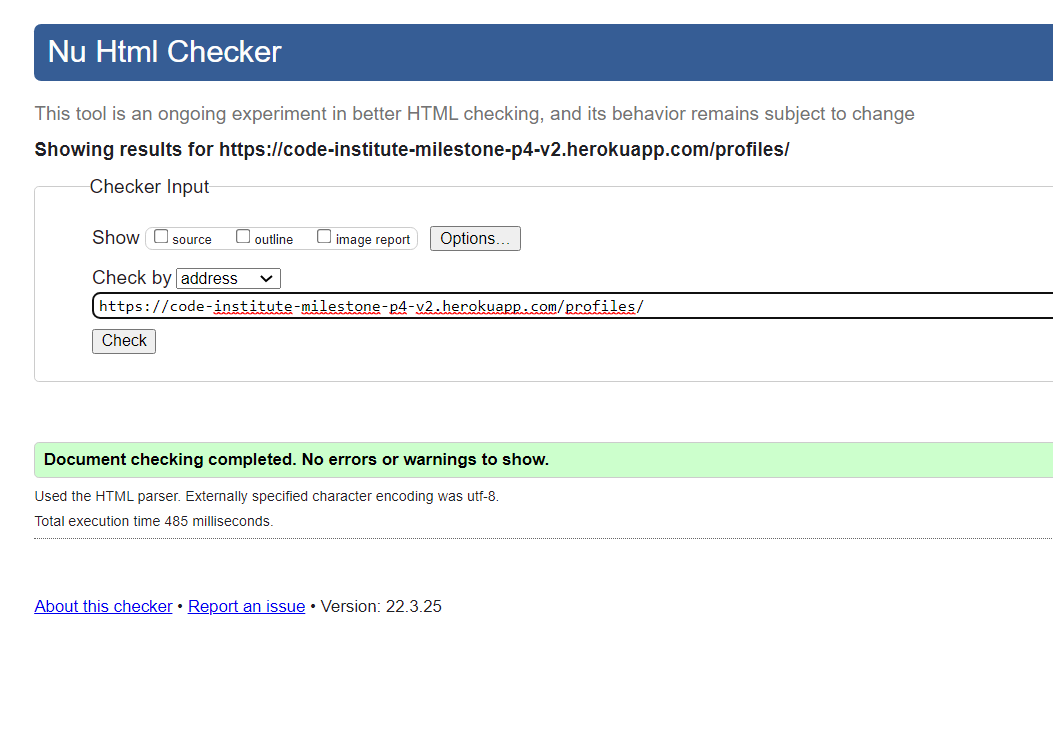 Nu Html Checker
This tool is an ongoing experiment in better HTML checking, and its behavior remains subject to change
Showing results for https://code-institute-milestone-p4-v2.herokuapp.com/profiles/
Checker Input
Show source outline image report Options...
Check by address
https://code-institute-milestone-p4-v2.herokuapp.com/profiles/
Check
Document checking completed. No errors or warnings to show.
Used the HTML parser. Externally specified character encoding was utf-8.
Total execution time 485 milliseconds.
About this checker • Report an issue • Version: 22.3.25